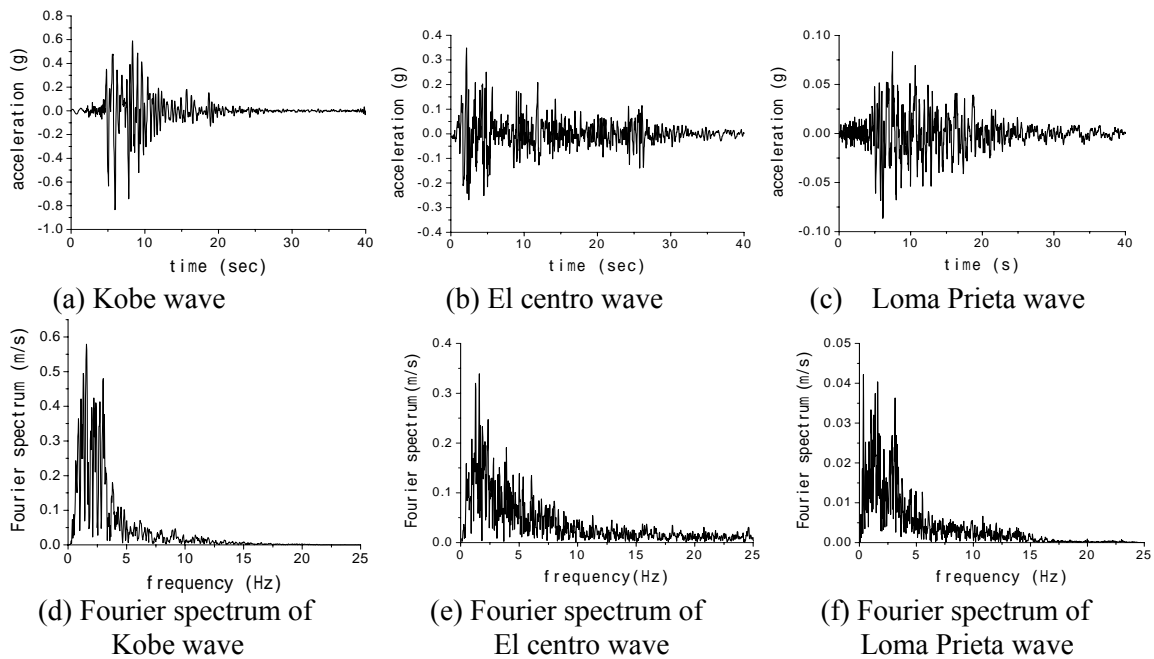 acceleration (g)
0.8
0.6
0.4
0.2
0.0
-0.2
-0.4
-0.6
-0.8
-1.0
0 10 20 30 40
time (sec)
(a) Kobe wave
acceleration (g)
0.4
0.3
0.2
0.1
0.0
-0.1
-0.2
-0.3
-0.4
0 10 20 30 40
time (sec)
(b) El centro wave
acceleration (g)
0.10
0.05
0.00
-0.05
-0.10
0 10 20 30 40
time (s)
(c) Loma Prieta wave
Fourier spectrum (m/s)
0.6
0.5
0.4
0.3
0.2
0.1
0.0
0 5 10 15 20 25
frequency (Hz)
(d) Fourier spectrum of
Kobe wave
Fourier spectrum(m/s)
0.4
0.3
0.2
0.1
0.0
0 5 10 15 20 25
frequency(Hz)
(e) Fourier spectrum of
El centro wave
Fourier spectrum(m/s)
0.05
0.04
0.03
0.02
0.01
0.00
0 5 10 15 20 25
frequency (Hz)
(f) Fourier spectrum of
Loma Prieta wave